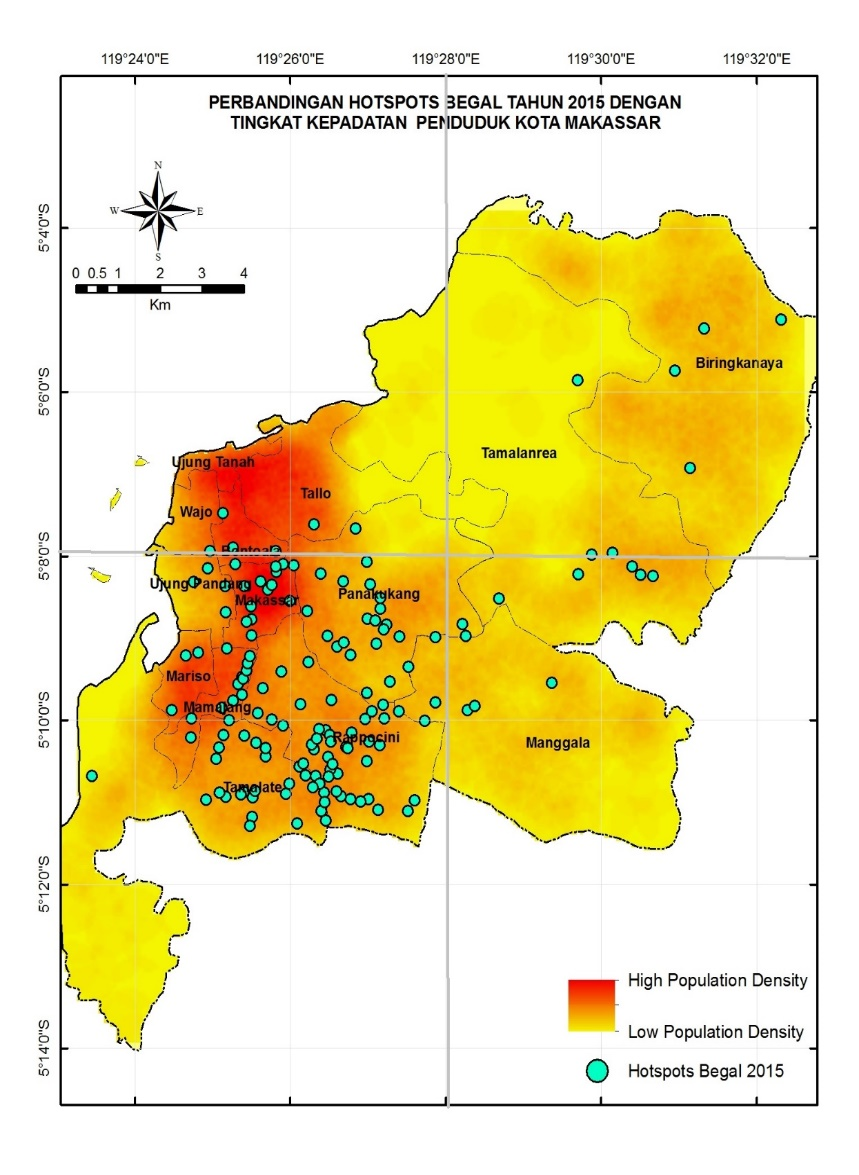 119°24'0"E 119°26'0"E 119°28'0"E 119°30'0"E 119°32'0"E
PERBANDINGAN HOTSPOTS BEGAL TAHUN 2015 DENGAN
TINGKAT KEPADATAN PENDUDUK KOTA MAKASSAR
N
W E
S
0 0.5 1 2 3 4
Km
5°4'0"S
5°6'0"S
5°8'0"S
5°10'0"S
5°12'0"S
5°14'0"S
Biringkanaya
Tamalanrea
Ujung Tanah
Tallo
Wajo
Bontoala
Ujung Pandang
Panakukang
Makassar
Mariso
Mamajang
Rappocini
Manggala
Tamalate
High Population Density
Low Population Density
Hotspots Begal 2015